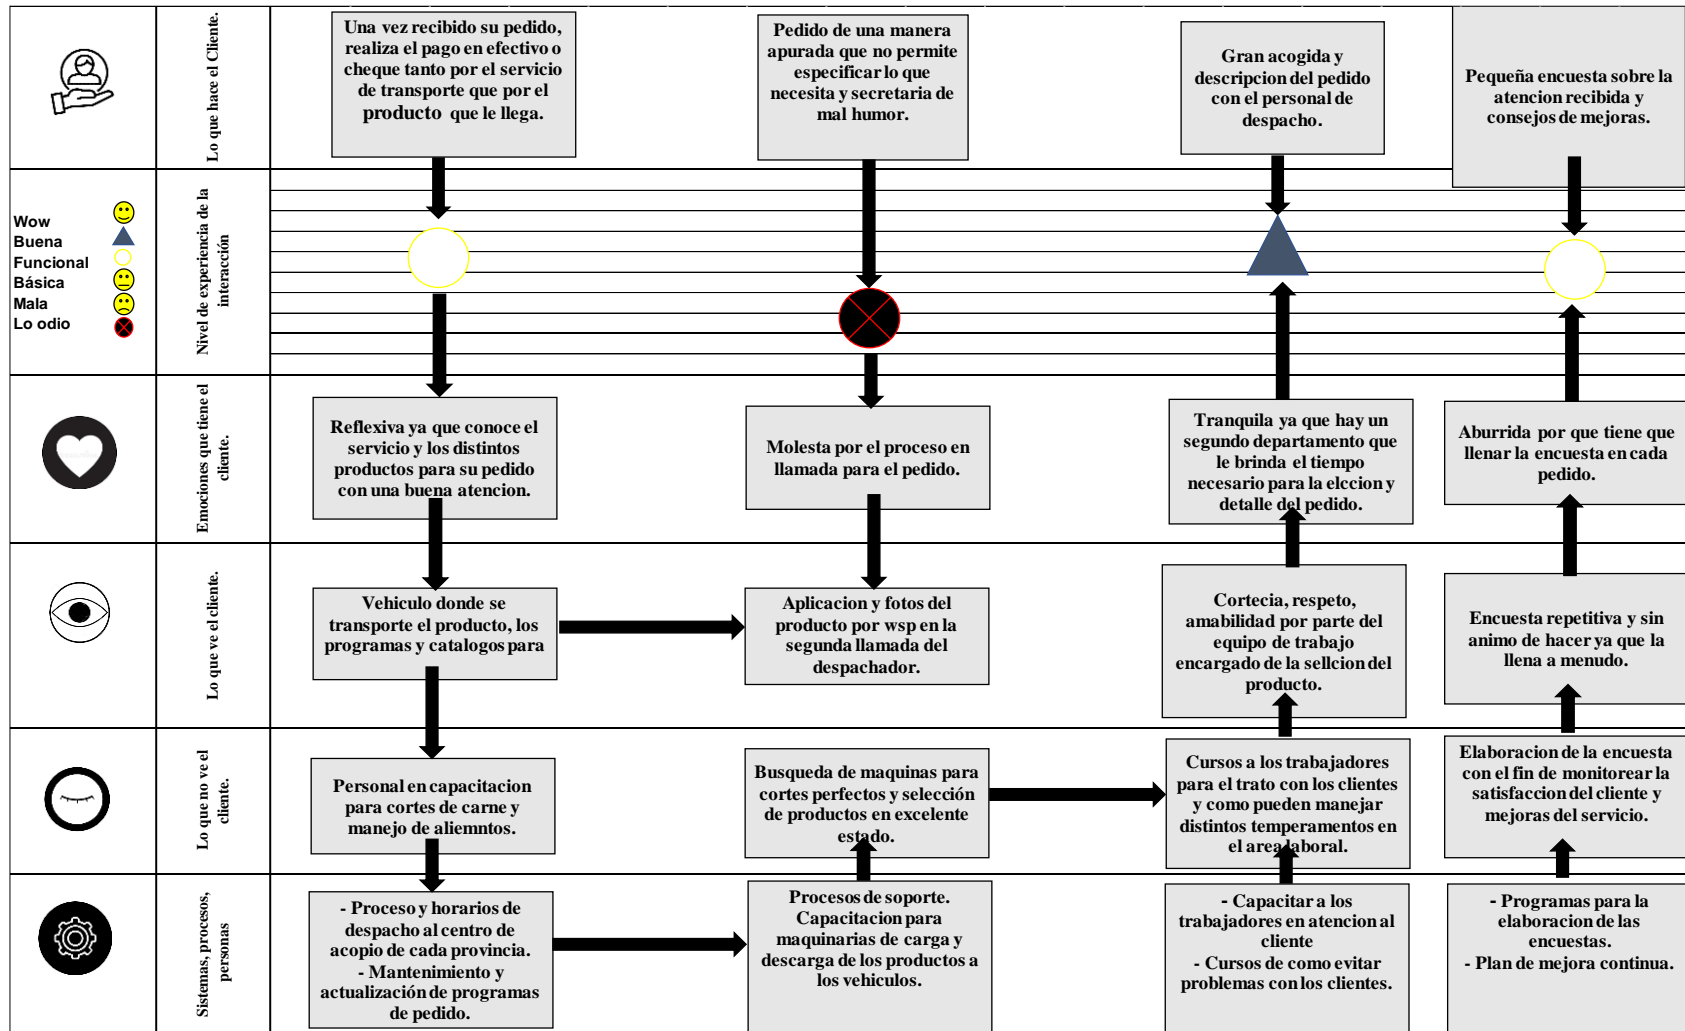 Lo que hace el Cliente.
Una vez recibido su pedido,
realiza el pago en efectivo o
cheque tanto por el servicio
de transporte que por el
producto que le llega.
Pedido de una manera
apurada que no permite
especificar lo que
necesita y secretaria de
mal humor.
Gran acogida y
descripcion del pedido
con el personal de
despacho.
Pequeña encuesta sobre la
atencion recibida y
consejos de mejoras.
Wow
Buena
Funcional
Básica
Mala
Lo odio
Nivel de experiencia de la
interacción
Emociones que tiene el
cliente.
Reflexiva ya que conoce el
servicio y los distintos
productos para su pedido
con una buena atencion.
Molesta por el proceso en
llamada para el pedido.
Tranquila ya que hay un
segundo departamento que
le brinda el tiempo
necesario para la elccion y
detalle del pedido.
Aburrida por que tiene que
llenar la encuesta en cada
pedido.
Lo que ve el cliente.
Vehiculo donde se
transporte el producto, los
programas y catalogos para
Aplicacion y fotos del
producto por wsp en la
segunda llamada del
despachador.
Cortecia, respeto,
amabilidad por parte del
equipo de trabajo
encargado de la sellcion del
producto.
Encuesta repetitiva y sin
animo de hacer ya que la
llena a menudo.
Lo que no ve el
cliente.
Personal en capacitacion
para cortes de carne y
manejo de aliemntos.
Busqueda de maquinas para
cortes perfectos y selección
de productos en excelente
estado.
Cursos a los trabajadores
para el trato con los clientes
y como pueden manejar
distintos temperamentos en
el area laboral.
Elaboracion de la encuesta
con el fin de monitorear la
satisfaccion del cliente y
mejoras del servicio.
Sistemas, procesos,
personas
- Proceso y horarios de
despacho al centro de
acopio de cada provincia.
- Mantenimiento y
actualización de programas
de pedido.
Procesos de soporte.
Capacitacion para
maquinarias de carga y
descarga de los productos a
los vehiculos.
- Capacitar a los
trabajadores en atencion al
cliente
- Cursos de como evitar
problemas con los clientes.
- Programas para la
elaboracion de las
encuestas.
- Plan de mejora continua.